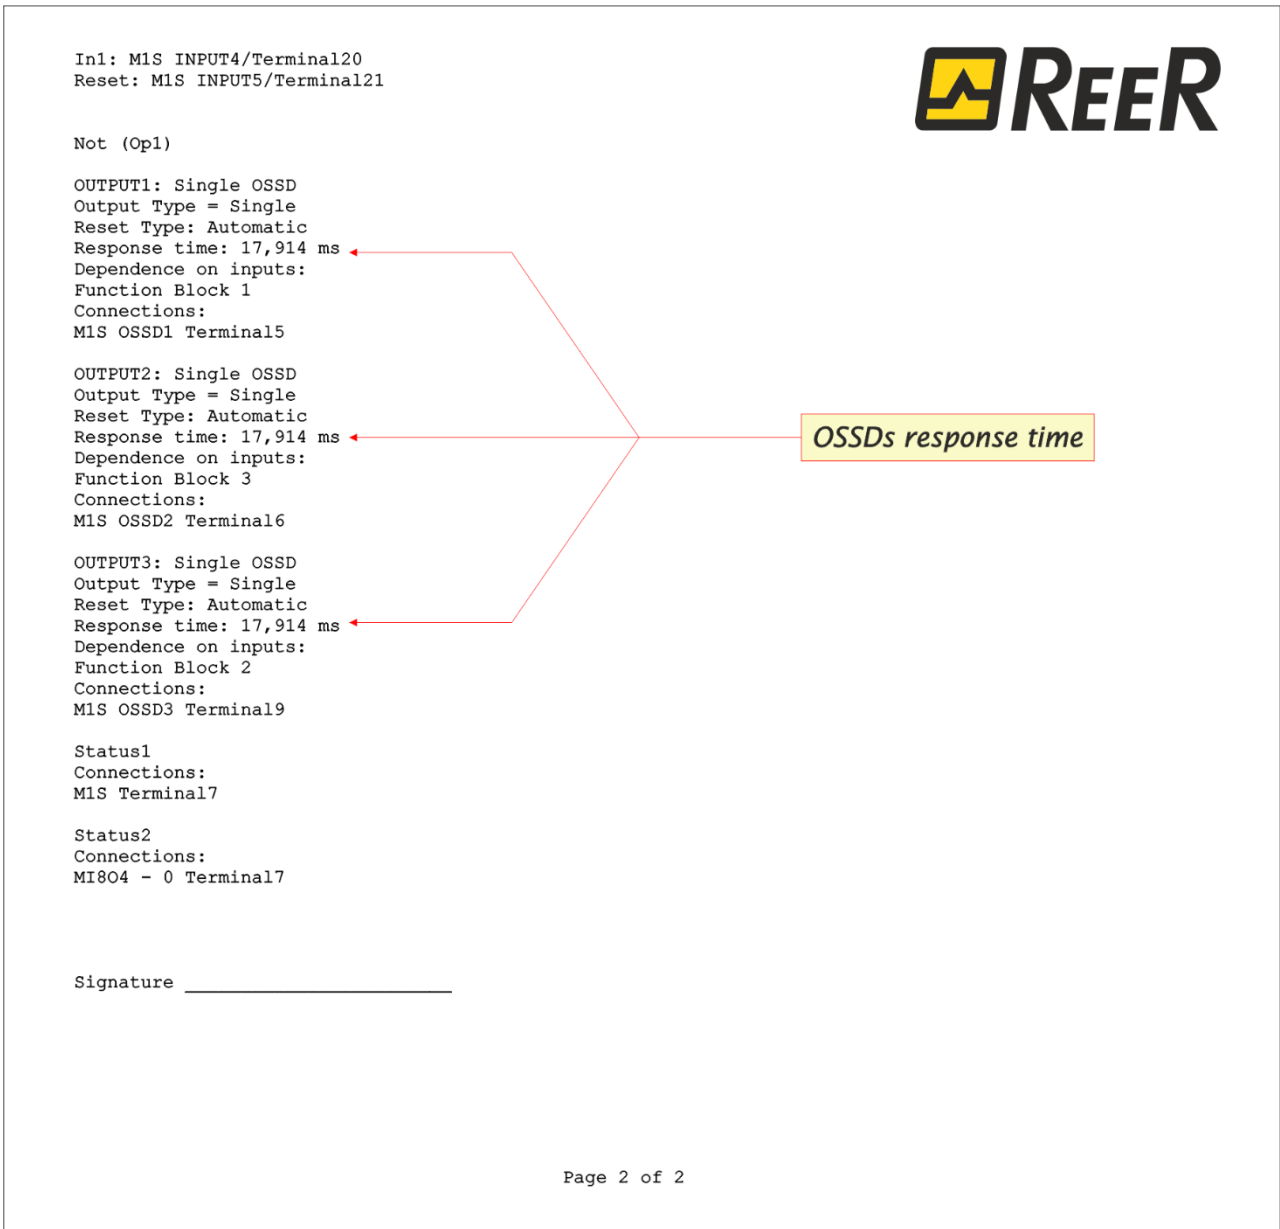 In1: M1S INPUT4/Terminal20
Reset: M1S INPUT5/Terminal21
REER
Not (Op1)
OUTPUT1: Single OSSD
Output Type = Single
Reset Type: Automatic
Response time: 17,914 ms
Dependence on inputs:
Function Block 1
Connections:
M1S OSSD1 Terminal5
OUTPUT2: Single OSSD
Output Type = Single
Reset Type: Automatic
Response time: 17,914 ms
OSSDs response time
Dependence on inputs:
Function Block 3
Connections:
M1S OSSD2 Terminal6
OUTPUT3: Single OSSD
Output Type = Single
Reset Type: Automatic
Response time: 17,914 ms
Dependence on inputs:
Function Block 2
Connections:
M1S OSSD3 Terminal9
Status1
Connections:
M1S Terminal7
Status2
Connections:
MI8O4 - 0 Terminal7
Signature
Page 2 of 2